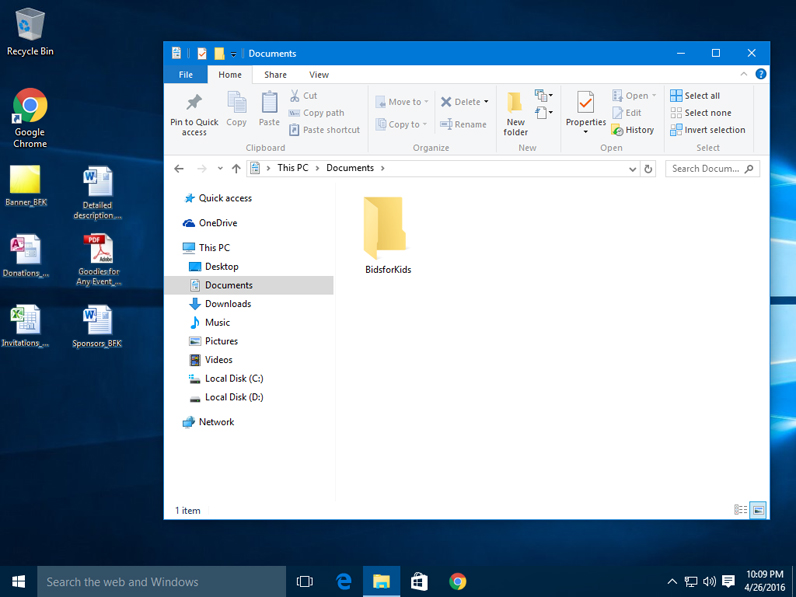 Recycle Bin
Google
Chrome
Banner_BEK
Detailed
description,...
Donations_...
PDF
Adobe
Goodies for
Any Event_...
Invitations_...
Sponsors_BEK
Documents
File
Home
Share
View
Pin to Quick
access
Copy
Paste
Cut
Copy path
Paste shortcut
Clipboard
Move to
Copy to
Delete
Rename
Organize
New
folder
New
Properties
Open
Edit
History
Open
Select all
Select none
Invert selection
Select
This PC
Documents
Search Docum...
Quick access
OneDrive
This PC
Desktop
Documents
Downloads
Music
Pictures
Videos
Local Disk (C:)
Local Disk (D:)
Network
BidsforKids
1 item
Search the web and Windows
10:09 PM
4/26/2016